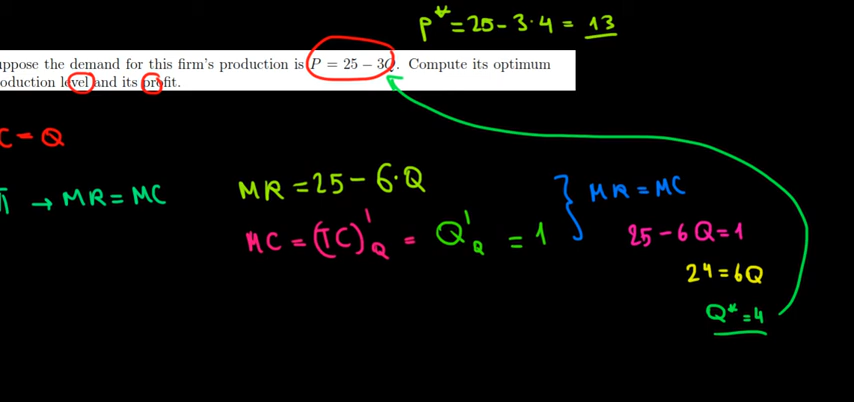 P* = 25 - 3·4 = 13
uppose the demand for this firm's production is P = 25 − 3Q. Compute its optimum
oduction level and its profit.
C = Q
π → MR = MC
MR = 25 - 6·Q
MC = (TC)'Q = Q'Q = 1
} MR = MC
25 - 6Q = 1
24 = 6Q
Q* = 4